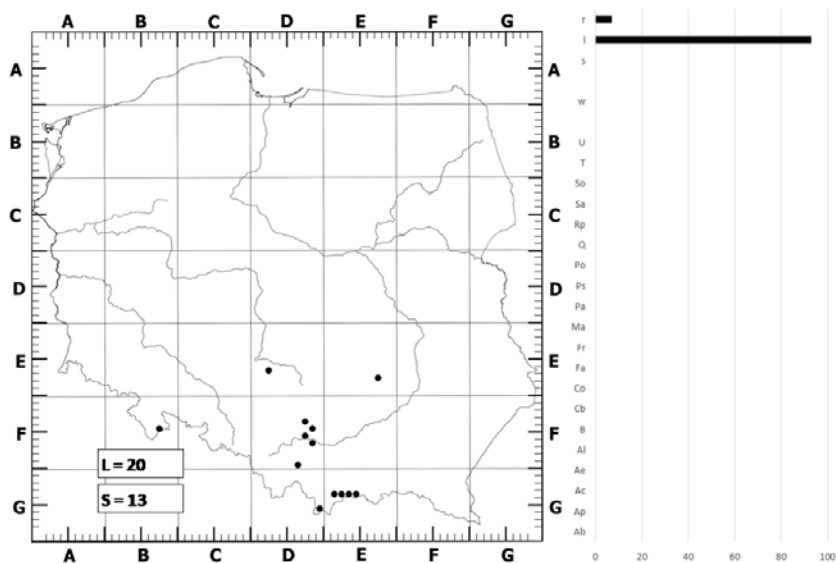 A B C D E F G
A A
B B
C C
D D
E E
F F
G G
L = 20
S = 13
A B C D E F G
r
l
s
w
U
T
So
Sa
Rp
Q
Po
Ps
Pa
Ma
Fr
Fa
Co
Cb
B
Al
Ae
Ac
Ap
Ab
0 20 40 60 80 100